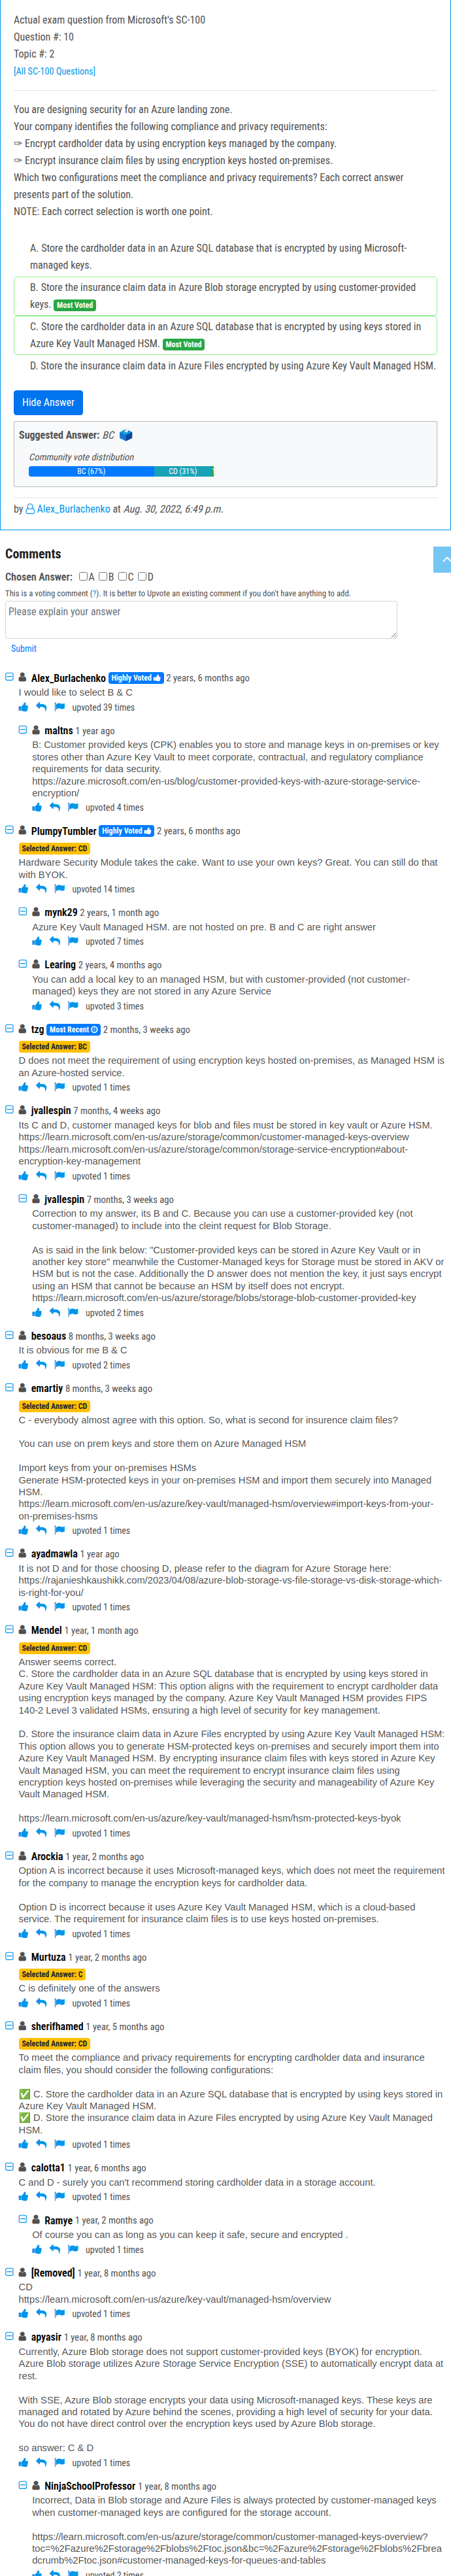 Actual exam question from Microsoft's SC-100
Question #: 10
Topic #: 2
[All SC-100 Questions]
You are designing security for an Azure landing zone.
Your company identifies the following compliance and privacy requirements:
✑ Encrypt cardholder data by using encryption keys managed by the company.
✑ Encrypt insurance claim files by using encryption keys hosted on-premises.
Which two configurations meet the compliance and privacy requirements? Each correct answer
presents part of the solution.
NOTE: Each correct selection is worth one point.
A. Store the cardholder data in an Azure SQL database that is encrypted by using Microsoft-
managed keys.
B. Store the insurance claim data in Azure Blob storage encrypted by using customer-provided
keys. Most Voted
C. Store the cardholder data in an Azure SQL database that is encrypted by using keys stored in
Azure Key Vault Managed HSM. Most Voted
D. Store the insurance claim data in Azure Files encrypted by using Azure Key Vault Managed HSM.
Hide Answer
Suggested Answer: BC
Community vote distribution
BC (67%) CD (31%)
by Alex_Burlachenko at Aug. 30, 2022, 6:49 p.m.
Comments
Chosen Answer: A B C D
This is a voting comment (?). It is better to Upvote an existing comment if you don't have anything to add.
Please explain your answer
Submit
Alex_Burlachenko Highly Voted 2 years, 6 months ago
I would like to select B & C
upvoted 39 times
maltns 1 year ago
B: Customer provided keys (CPK) enables you to store and manage keys in on-premises or key
stores other than Azure Key Vault to meet corporate, contractual, and regulatory compliance
requirements for data security.
https://azure.microsoft.com/en-us/blog/customer-provided-keys-with-azure-storage-service-
encryption/
upvoted 4 times
PlumpyTumbler Highly Voted 2 years, 6 months ago
Selected Answer: CD
Hardware Security Module takes the cake. Want to use your own keys? Great. You can still do that
with BYOK.
upvoted 14 times
mynk29 2 years, 1 month ago
Azure Key Vault Managed HSM. are not hosted on pre. B and C are right answer
upvoted 7 times
Learing 2 years, 4 months ago
You can add a local key to an managed HSM, but with customer-provided (not customer-
managed) keys they are not stored in any Azure Service
upvoted 3 times
tzg Most Recent 2 months, 3 weeks ago
Selected Answer: BC
D does not meet the requirement of using encryption keys hosted on-premises, as Managed HSM is
an Azure-hosted service.
upvoted 1 times
jvallespin 7 months, 4 weeks ago
Its C and D, customer managed keys for blob and files must be stored in key vault or Azure HSM.
https://learn.microsoft.com/en-us/azure/storage/common/customer-managed-keys-overview
https://learn.microsoft.com/en-us/azure/storage/common/storage-service-encryption#about-
encryption-key-management
upvoted 1 times
jvallespin 7 months, 3 weeks ago
Correction to my answer, its B and C. Because you can use a customer-provided key (not
customer-managed) to include into the cleint request for Blob Storage.
As is said in the link below: "Customer-provided keys can be stored in Azure Key Vault or in
another key store" meanwhile the Customer-Managed keys for Storage must be stored in AKV or
HSM but is not the case. Additionally the D answer does not mention the key, it just says encrypt
using an HSM that cannot be because an HSM by itself does not encrypt.
https://learn.microsoft.com/en-us/azure/storage/blobs/storage-blob-customer-provided-key
upvoted 2 times
besoaus 8 months, 3 weeks ago
It is obvious for me B & C
upvoted 2 times
emartiy 8 months, 3 weeks ago
Selected Answer: CD
C - everybody almost agree with this option. So, what is second for insurence claim files?
You can use on prem keys and store them on Azure Managed HSM
Import keys from your on-premises HSMs
Generate HSM-protected keys in your on-premises HSM and import them securely into Managed
HSM.
https://learn.microsoft.com/en-us/azure/key-vault/managed-hsm/overview#import-keys-from-your-
on-premises-hsms
upvoted 1 times
ayadmawla 1 year ago
It is not D and for those choosing D, please refer to the diagram for Azure Storage here:
https://rajanieshkaushikk.com/2023/04/08/azure-blob-storage-vs-file-storage-vs-disk-storage-which-
is-right-for-you/
upvoted 1 times
Mendel 1 year, 1 month ago
Selected Answer: CD
Answer seems correct.
C. Store the cardholder data in an Azure SQL database that is encrypted by using keys stored in
Azure Key Vault Managed HSM: This option aligns with the requirement to encrypt cardholder data
using encryption keys managed by the company. Azure Key Vault Managed HSM provides FIPS
140-2 Level 3 validated HSMs, ensuring a high level of security for key management.
D. Store the insurance claim data in Azure Files encrypted by using Azure Key Vault Managed HSM:
This option allows you to generate HSM-protected keys on-premises and securely import them into
Azure Key Vault Managed HSM. By encrypting insurance claim files with keys stored in Azure Key
Vault Managed HSM, you can meet the requirement to encrypt insurance claim files using
encryption keys hosted on-premises while leveraging the security and manageability of Azure Key
Vault Managed HSM.
https://learn.microsoft.com/en-us/azure/key-vault/managed-hsm/hsm-protected-keys-byok
upvoted 1 times
Arockia 1 year, 2 months ago
Option A is incorrect because it uses Microsoft-managed keys, which does not meet the requirement
for the company to manage the encryption keys for cardholder data.
Option D is incorrect because it uses Azure Key Vault Managed HSM, which is a cloud-based
service. The requirement for insurance claim files is to use keys hosted on-premises.
upvoted 1 times
Murtuza 1 year, 2 months ago
Selected Answer: C
C is definitely one of the answers
upvoted 1 times
sherifhamed 1 year, 5 months ago
Selected Answer: CD
To meet the compliance and privacy requirements for encrypting cardholder data and insurance
claim files, you should consider the following configurations:
✅ C. Store the cardholder data in an Azure SQL database that is encrypted by using keys stored in
Azure Key Vault Managed HSM.
✅ D. Store the insurance claim data in Azure Files encrypted by using Azure Key Vault Managed
HSM.
upvoted 1 times
calotta1 1 year, 6 months ago
C and D - surely you can't recommend storing cardholder data in a storage account.
upvoted 1 times
Ramye 1 year, 2 months ago
Of course you can as long as you can keep it safe, secure and encrypted .
upvoted 1 times
[Removed] 1 year, 8 months ago
CD
https://learn.microsoft.com/en-us/azure/key-vault/managed-hsm/overview
upvoted 1 times
apyasir 1 year, 8 months ago
Currently, Azure Blob storage does not support customer-provided keys (BYOK) for encryption.
Azure Blob storage utilizes Azure Storage Service Encryption (SSE) to automatically encrypt data at
rest.
With SSE, Azure Blob storage encrypts your data using Microsoft-managed keys. These keys are
managed and rotated by Azure behind the scenes, providing a high level of security for your data.
You do not have direct control over the encryption keys used by Azure Blob storage.
so answer: C & D
upvoted 1 times
NinjaSchoolProfessor 1 year, 8 months ago
Incorrect, Data in Blob storage and Azure Files is always protected by customer-managed keys
when customer-managed keys are configured for the storage account.
https://learn.microsoft.com/en-us/azure/storage/common/customer-managed-keys-overview?
toc=%2Fazure%2Fstorage%2Fblobs%2Ftoc.json&bc=%2Fazure%2Fstorage%2Fblobs%2Fbrea
dcrumb%2Ftoc.json#customer-managed-keys-for-queues-and-tables
upvoted 2 times